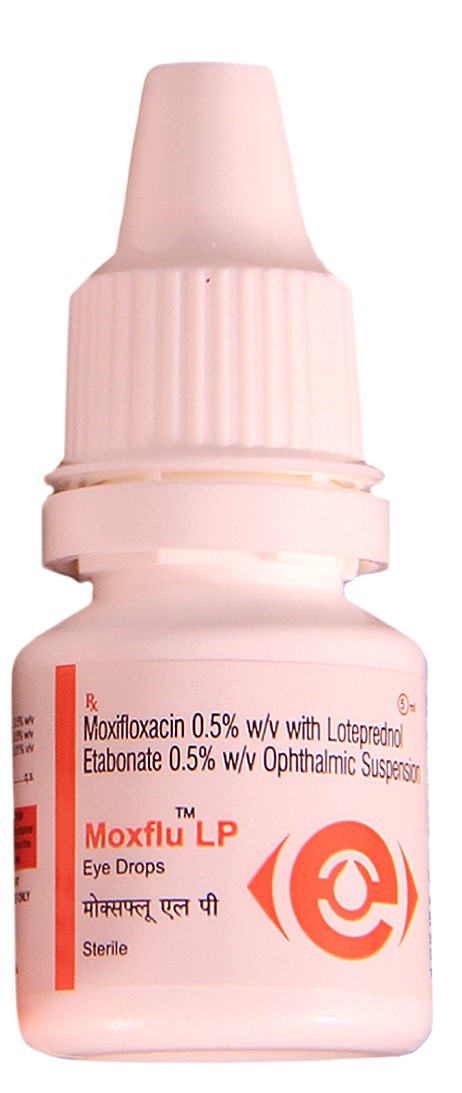 Rx
5 ml
Moxifloxacin 0.5% w/v with Loteprednol
Etabonate 0.5% w/v Ophthalmic Suspension
Moxflu™ LP
Eye Drops
मोक्सफ्लू एल पी
Sterile